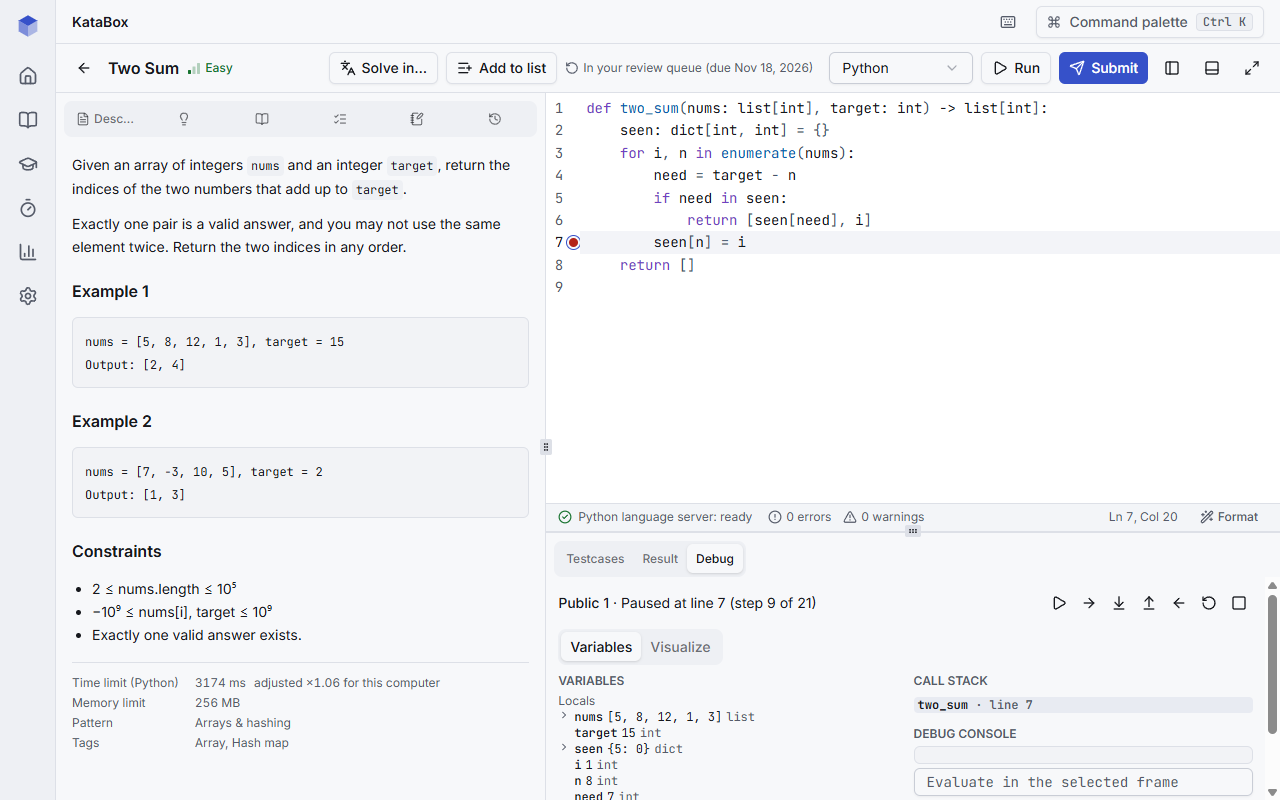 KataBox
Command palette Ctrl K
Two Sum Easy Solve in... Add to list In your review queue (due Nov 18, 2026) Python Run Submit
Desc...
Given an array of integers nums and an integer target, return the
indices of the two numbers that add up to target.
Exactly one pair is a valid answer, and you may not use the same
element twice. Return the two indices in any order.
Example 1
nums = [5, 8, 12, 1, 3], target = 15
Output: [2, 4]
Example 2
nums = [7, -3, 10, 5], target = 2
Output: [1, 3]
Constraints
• 2 ≤ nums.length ≤ 10⁵
• −10⁹ ≤ nums[i], target ≤ 10⁹
• Exactly one valid answer exists.
Time limit (Python) 3174 ms adjusted ×1.06 for this computer
Memory limit 256 MB
Pattern Arrays & hashing
Tags Array, Hash map
1 def two_sum(nums: list[int], target: int) -> list[int]:
2     seen: dict[int, int] = {}
3     for i, n in enumerate(nums):
4         need = target - n
5         if need in seen:
6             return [seen[need], i]
7         seen[n] = i
8     return []
9
Python language server: ready 0 errors 0 warnings Ln 7, Col 20 Format
Testcases Result Debug
Public 1 · Paused at line 7 (step 9 of 21)
Variables Visualize
VARIABLES
Locals
nums [5, 8, 12, 1, 3] list
target 15 int
seen {5: 0} dict
i 1 int
n 8 int
need 7 int
CALL STACK
two_sum · line 7
DEBUG CONSOLE
Evaluate in the selected frame